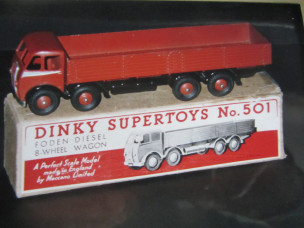 DINKY SUPERTOYS No. 501
FODEN DIESEL
8-WHEEL WAGON
A Perfect Scale Model
made in England
by Meccano Limited